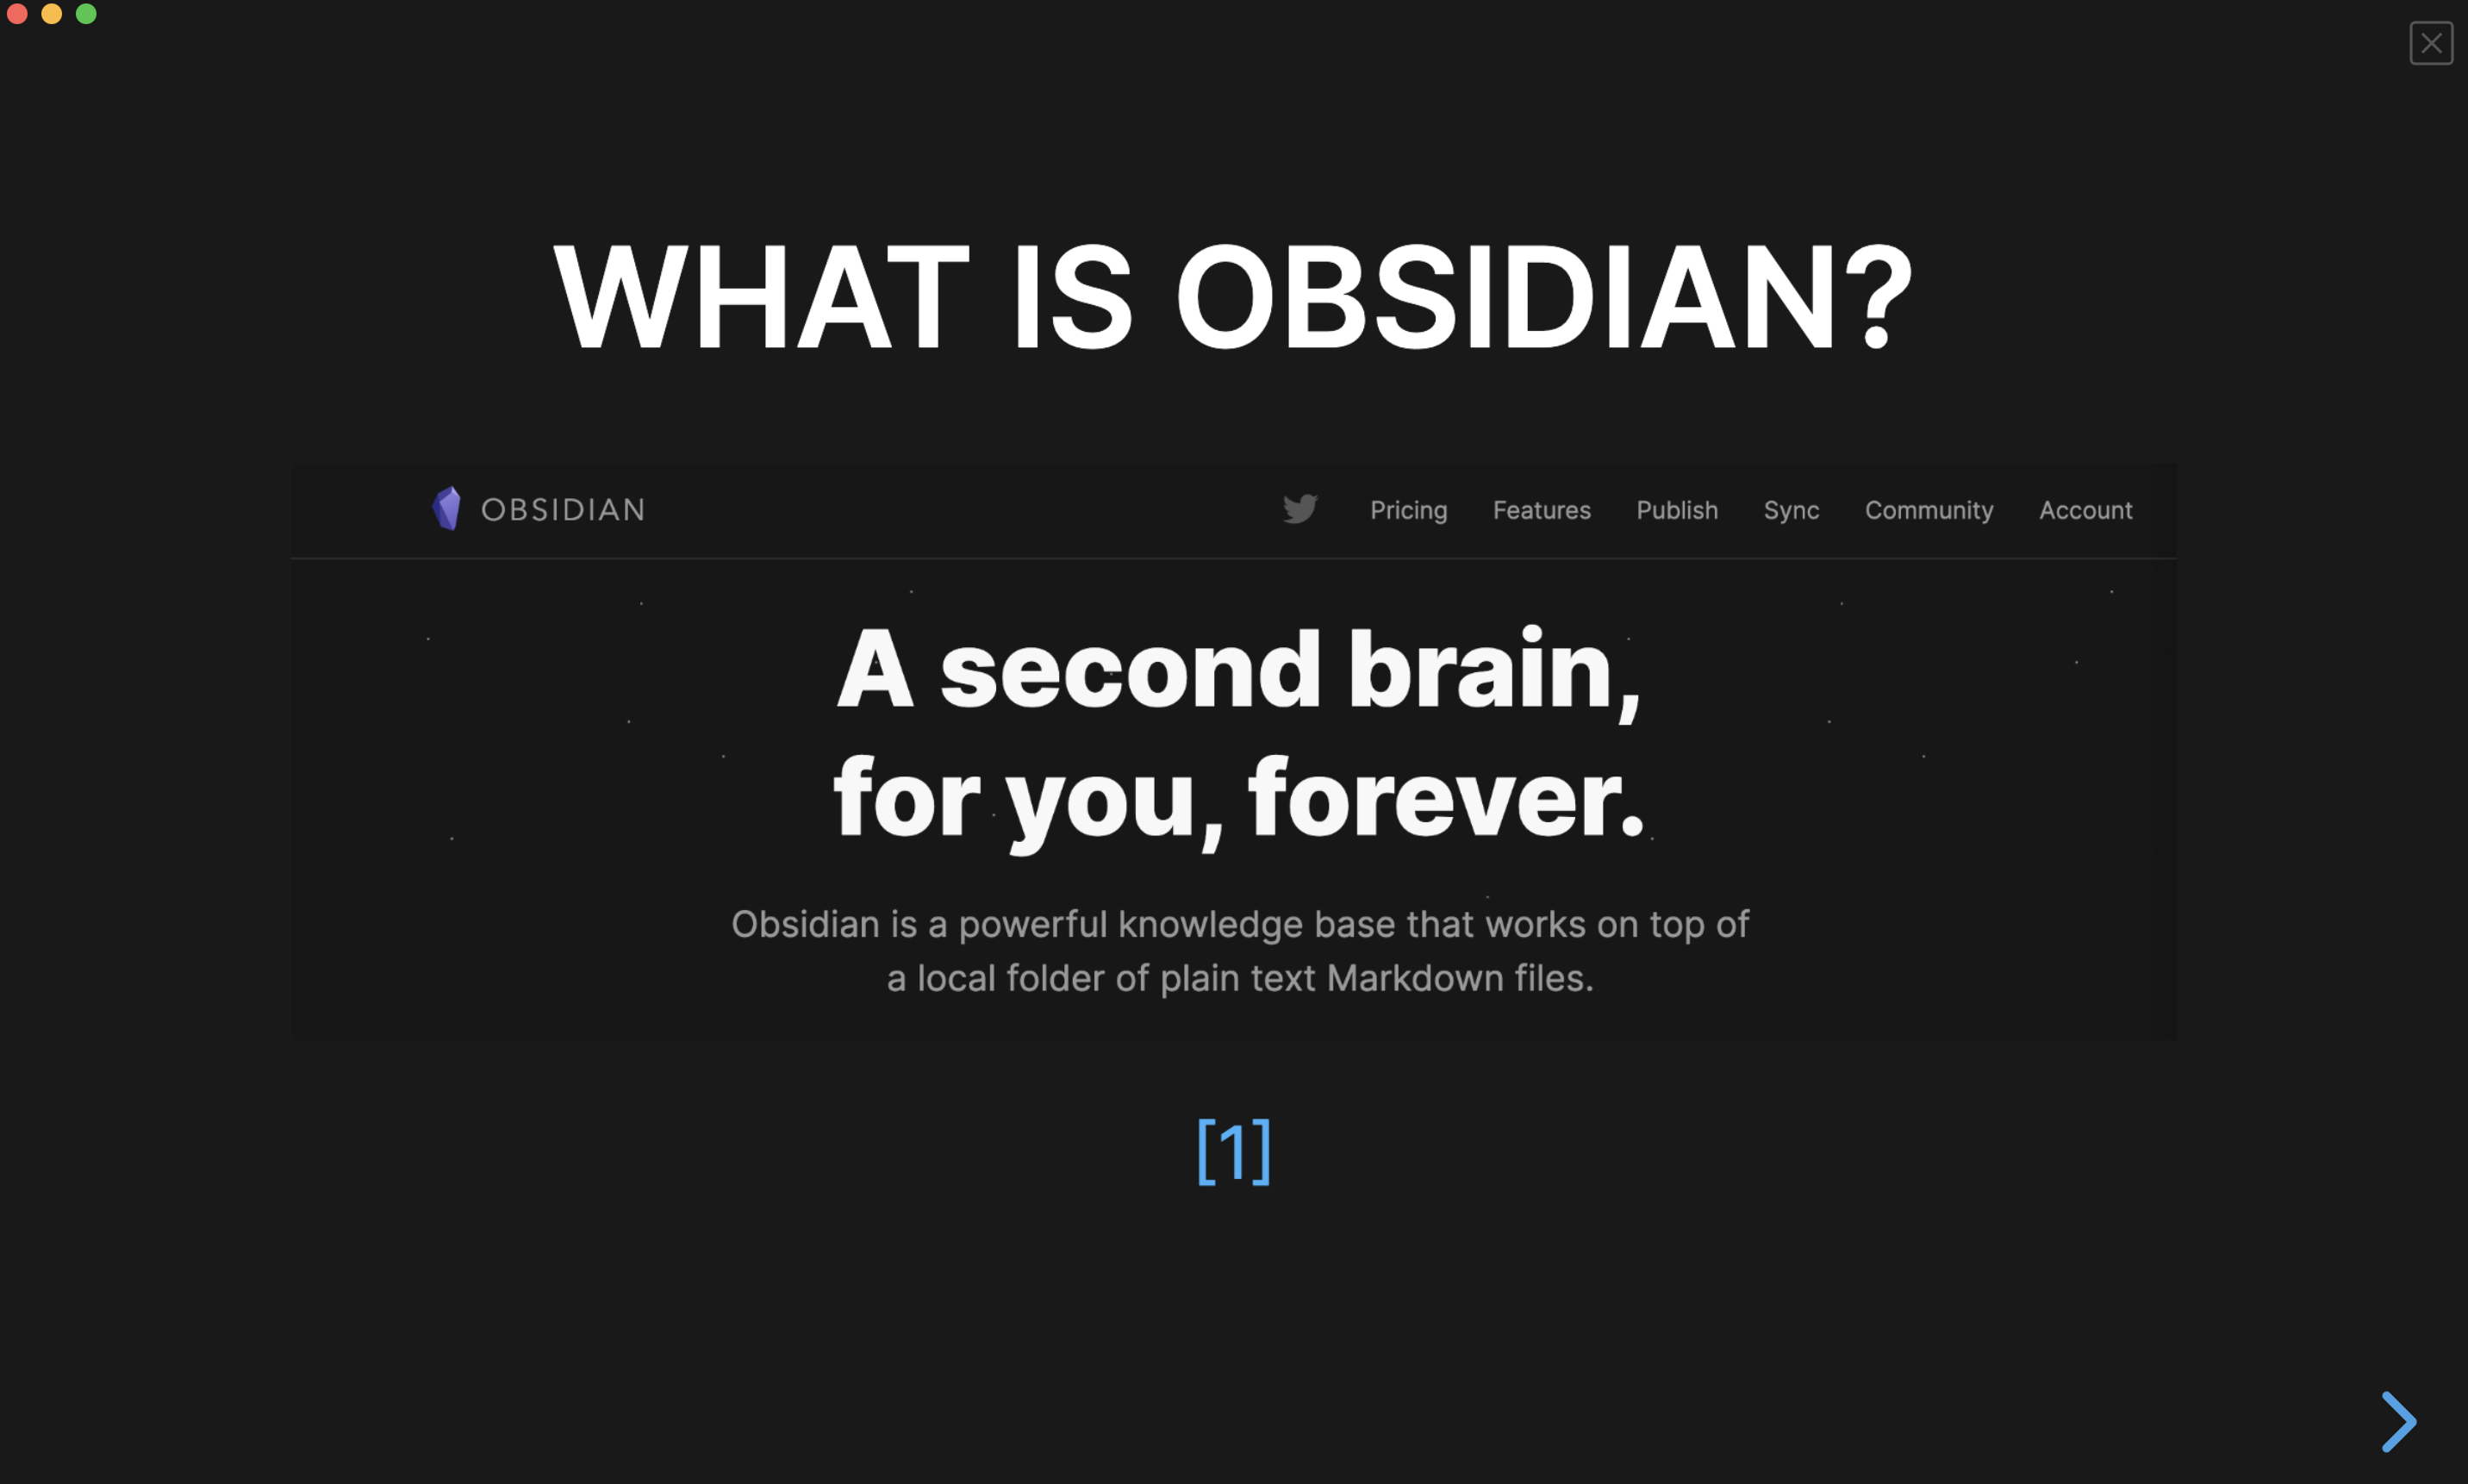 WHAT IS OBSIDIAN?
OBSIDIAN Pricing Features Publish Sync Community Account
A second brain,
for you, forever.
Obsidian is a powerful knowledge base that works on top of
a local folder of plain text Markdown files.
[1]